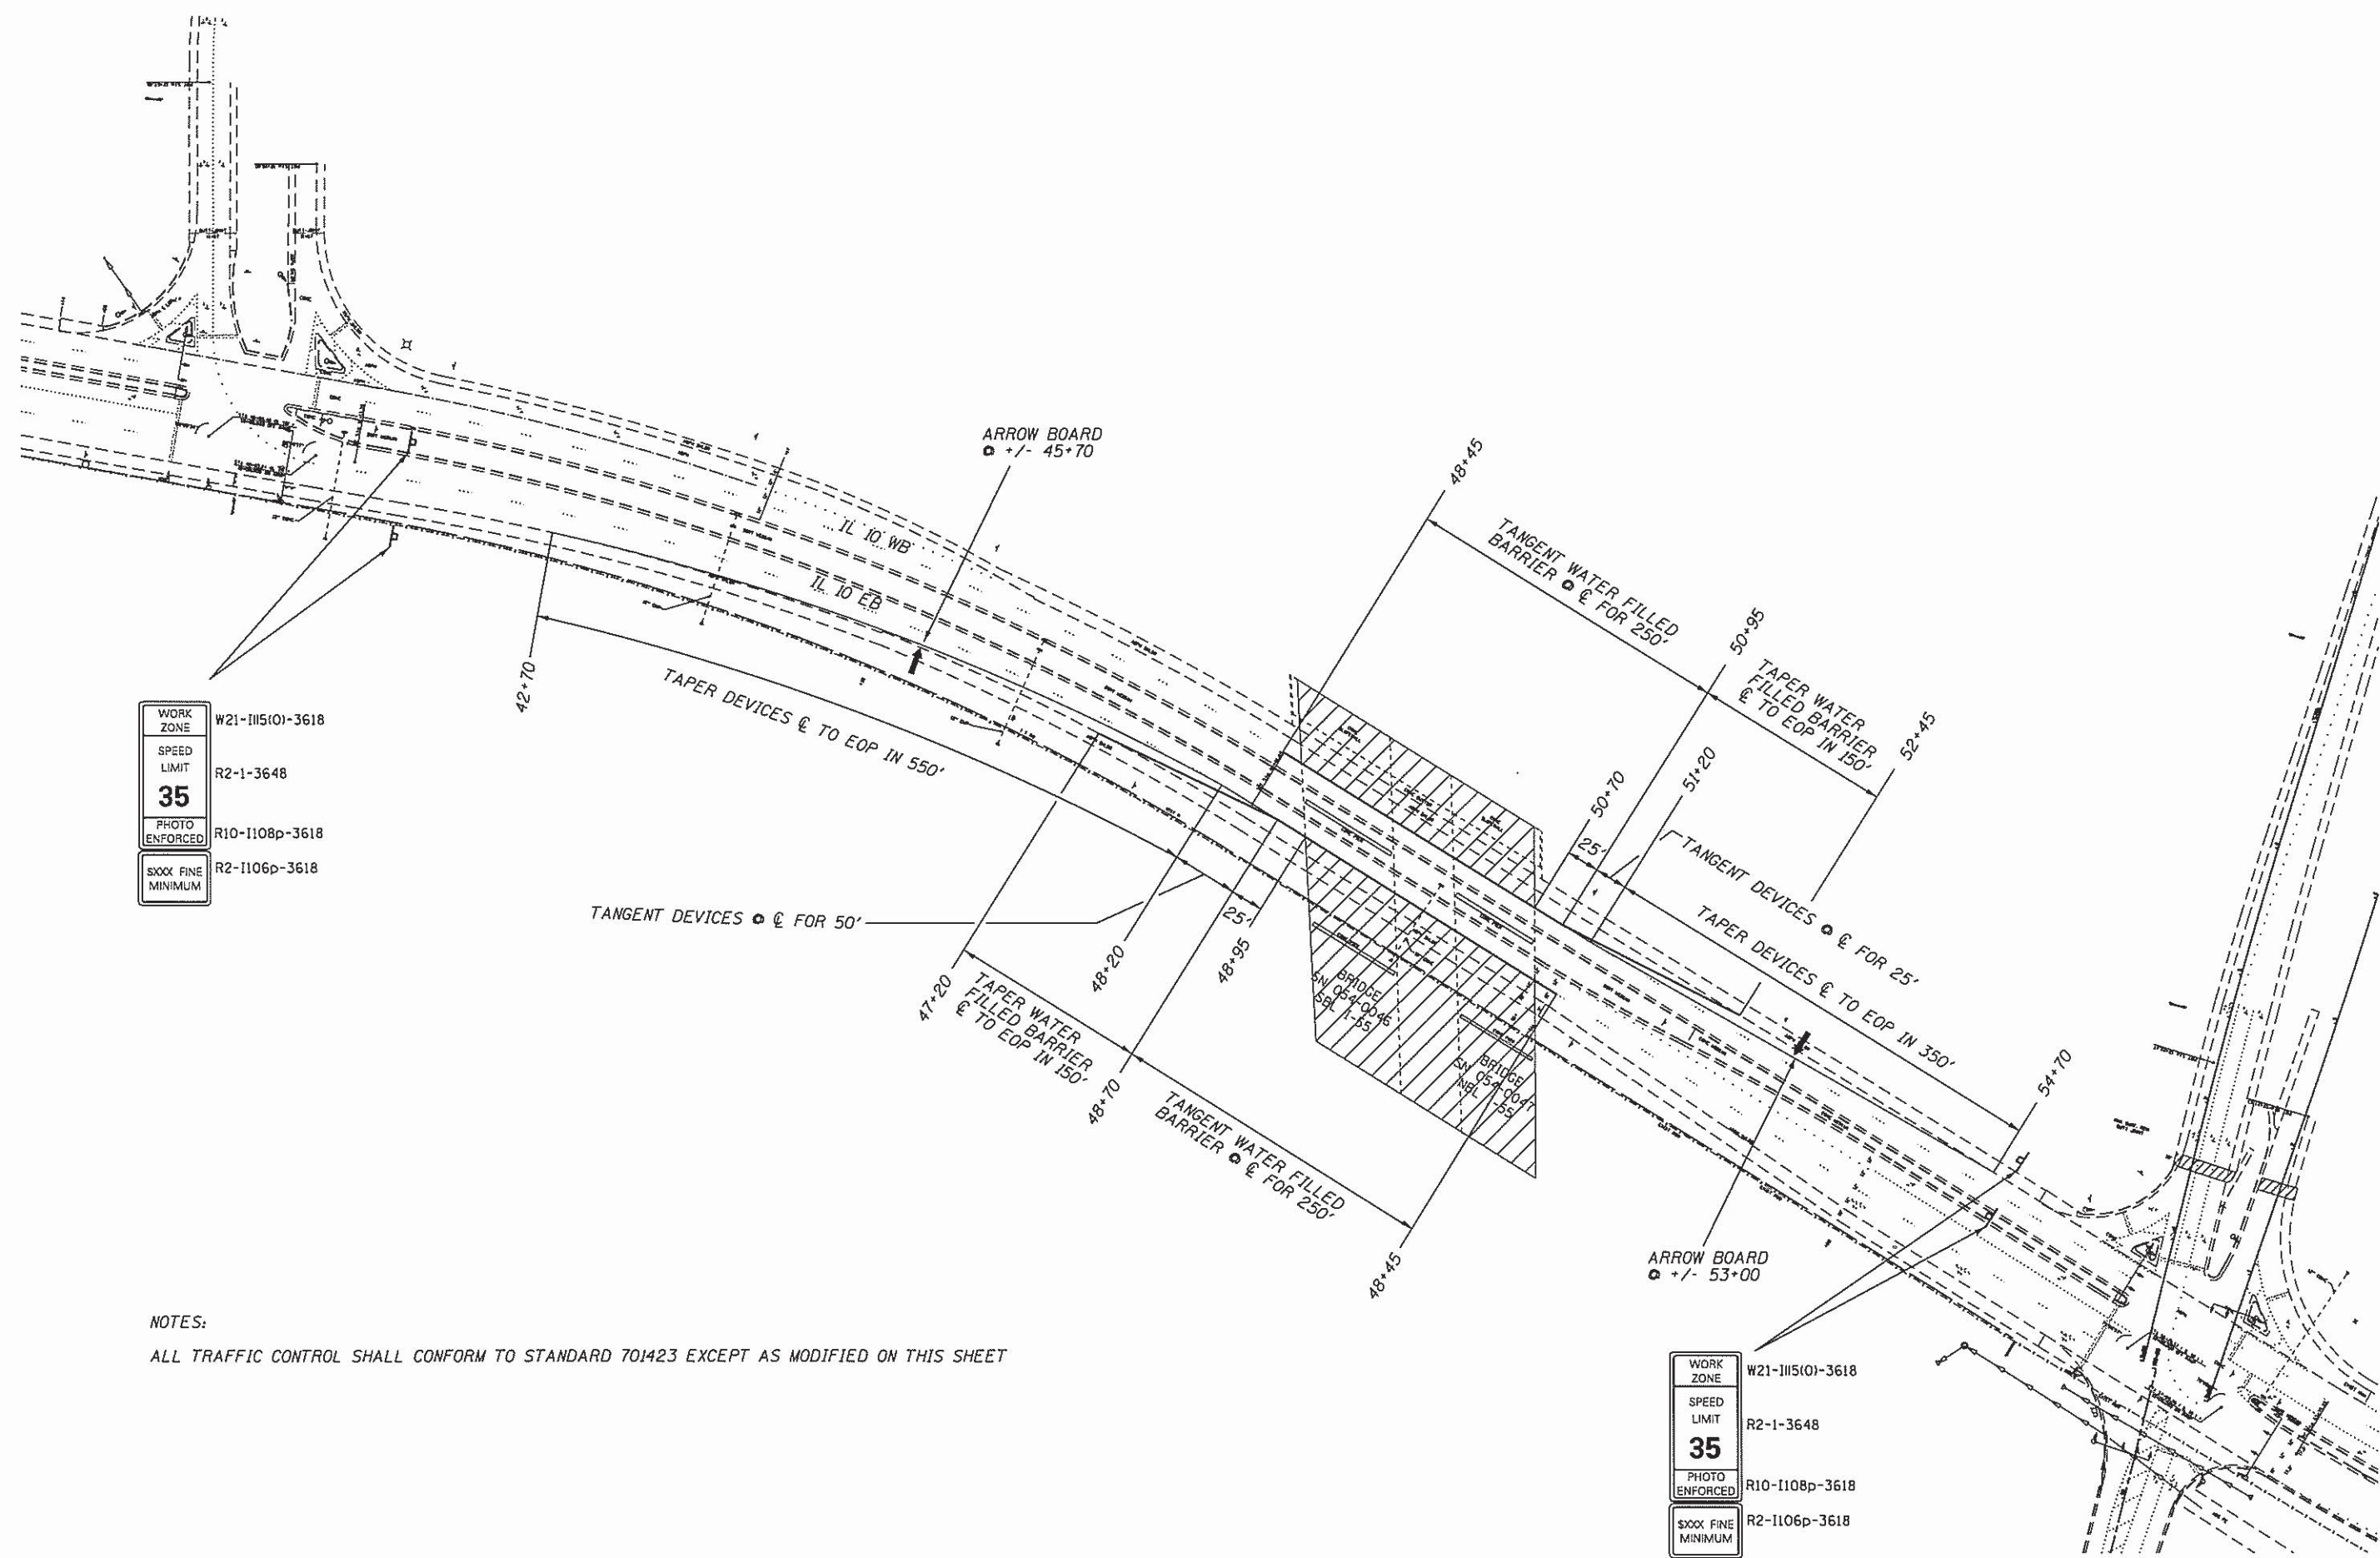 ARROW BOARD
@ +/- 45+70
48+45
TANGENT WATER FILLED
BARRIER @ ℄ FOR 250'
50+95
TAPER WATER
FILLED BARRIER
℄ TO EOP IN 150'
52+45
IL 10 WB
IL 10 EB
42+70
TAPER DEVICES ℄ TO EOP IN 550'
WORK
ZONE
W21-I115(O)-3618
SPEED
LIMIT
35
R2-1-3648
PHOTO
ENFORCED
R10-I108p-3618
$XXX FINE
MINIMUM
R2-I106p-3618
50+70
51+20
25'
TANGENT DEVICES @ ℄ FOR 25'
TAPER DEVICES ℄ TO EOP IN 350'
54+70
TANGENT DEVICES @ ℄ FOR 50'
25'
47+20
48+20
48+95
TAPER WATER
FILLED BARRIER
℄ TO EOP IN 150'
48+70
TANGENT WATER FILLED
BARRIER @ ℄ FOR 250'
48+45
BRIDGE
SN 054-0046
SBL I-55
BRIDGE
SN 054-0047
NBL I-55
ARROW BOARD
@ +/- 53+00
NOTES:
ALL TRAFFIC CONTROL SHALL CONFORM TO STANDARD 701423 EXCEPT AS MODIFIED ON THIS SHEET
WORK
ZONE
W21-I115(O)-3618
SPEED
LIMIT
35
R2-1-3648
PHOTO
ENFORCED
R10-I108p-3618
$XXX FINE
MINIMUM
R2-I106p-3618